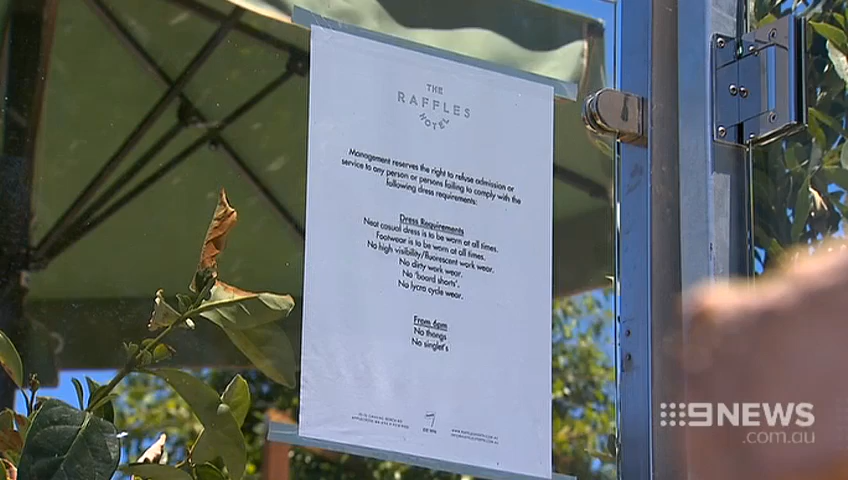 THE
RAFFLES
HOTEL
Management reserves the right to refuse admission or
service to any person or persons failing to comply with the
following dress requirements:
Dress Requirements
Neat casual dress is to be worn at all times.
Footwear is to be worn at all times.
No high visibility/fluorescent work wear.
No dirty work wear.
No 'board shorts'.
No lycra cycle wear.
From 6pm
No thongs
No singlet's
9NEWS
.com.au